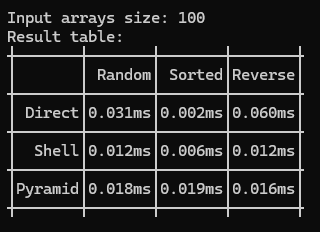 Input arrays size: 100
Result table:
Random Sorted Reverse
Direct 0.031ms 0.002ms 0.060ms
Shell 0.012ms 0.006ms 0.012ms
Pyramid 0.018ms 0.019ms 0.016ms